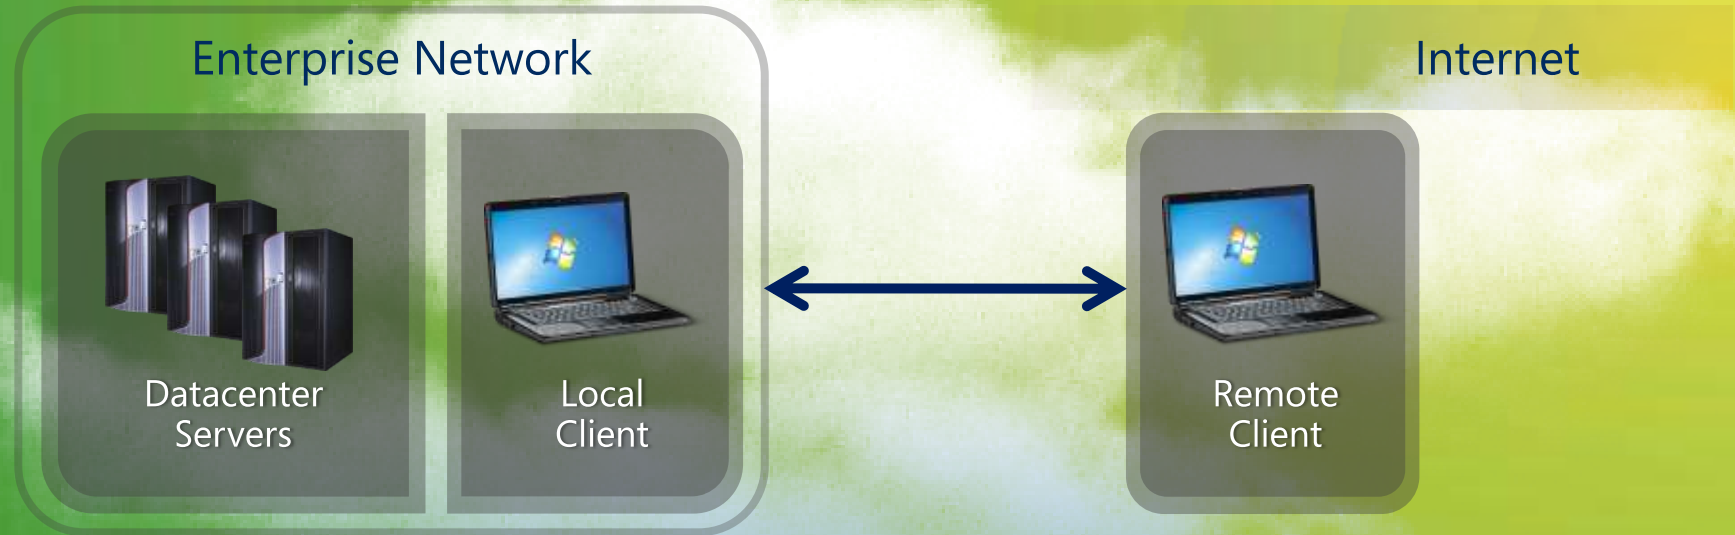 Enterprise Network
Internet
Datacenter
Servers
Local
Client
Remote
Client